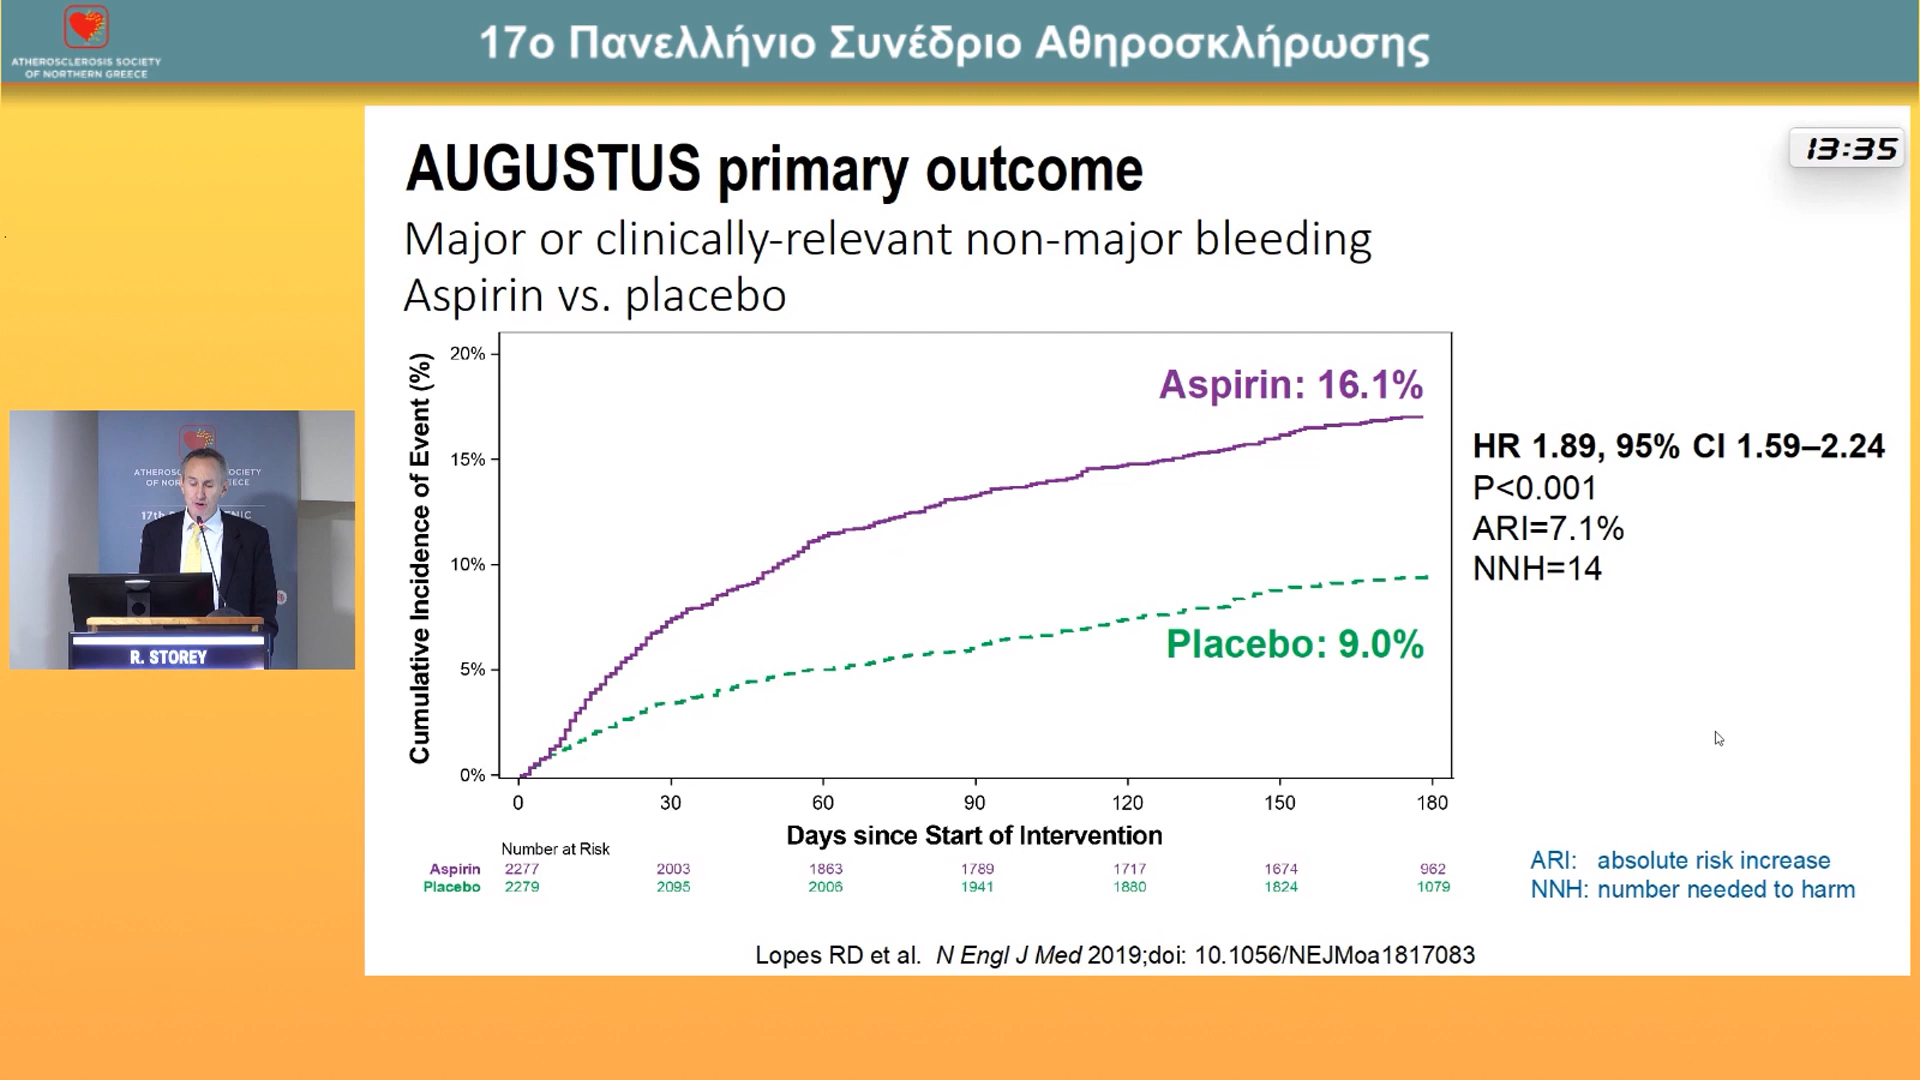 ATHEROSCLEROSIS SOCIETY
OF NORTHERN GREECE
17ο Πανελλήνιο Συνέδριο Αθηροσκλήρωσης
13:35
AUGUSTUS primary outcome
Major or clinically-relevant non-major bleeding
Aspirin vs. placebo
Cumulative Incidence of Event (%)
20%
15%
10%
5%
0%
Aspirin: 16.1%
Placebo: 9.0%
0 30 60 90 120 150 180
Days since Start of Intervention
Number at Risk
Aspirin 2277 2003 1863 1789 1717 1674 962
Placebo 2279 2095 2006 1941 1880 1824 1079
HR 1.89, 95% CI 1.59–2.24
P<0.001
ARI=7.1%
NNH=14
ARI: absolute risk increase
NNH: number needed to harm
Lopes RD et al. N Engl J Med 2019;doi: 10.1056/NEJMoa1817083
R. STOREY